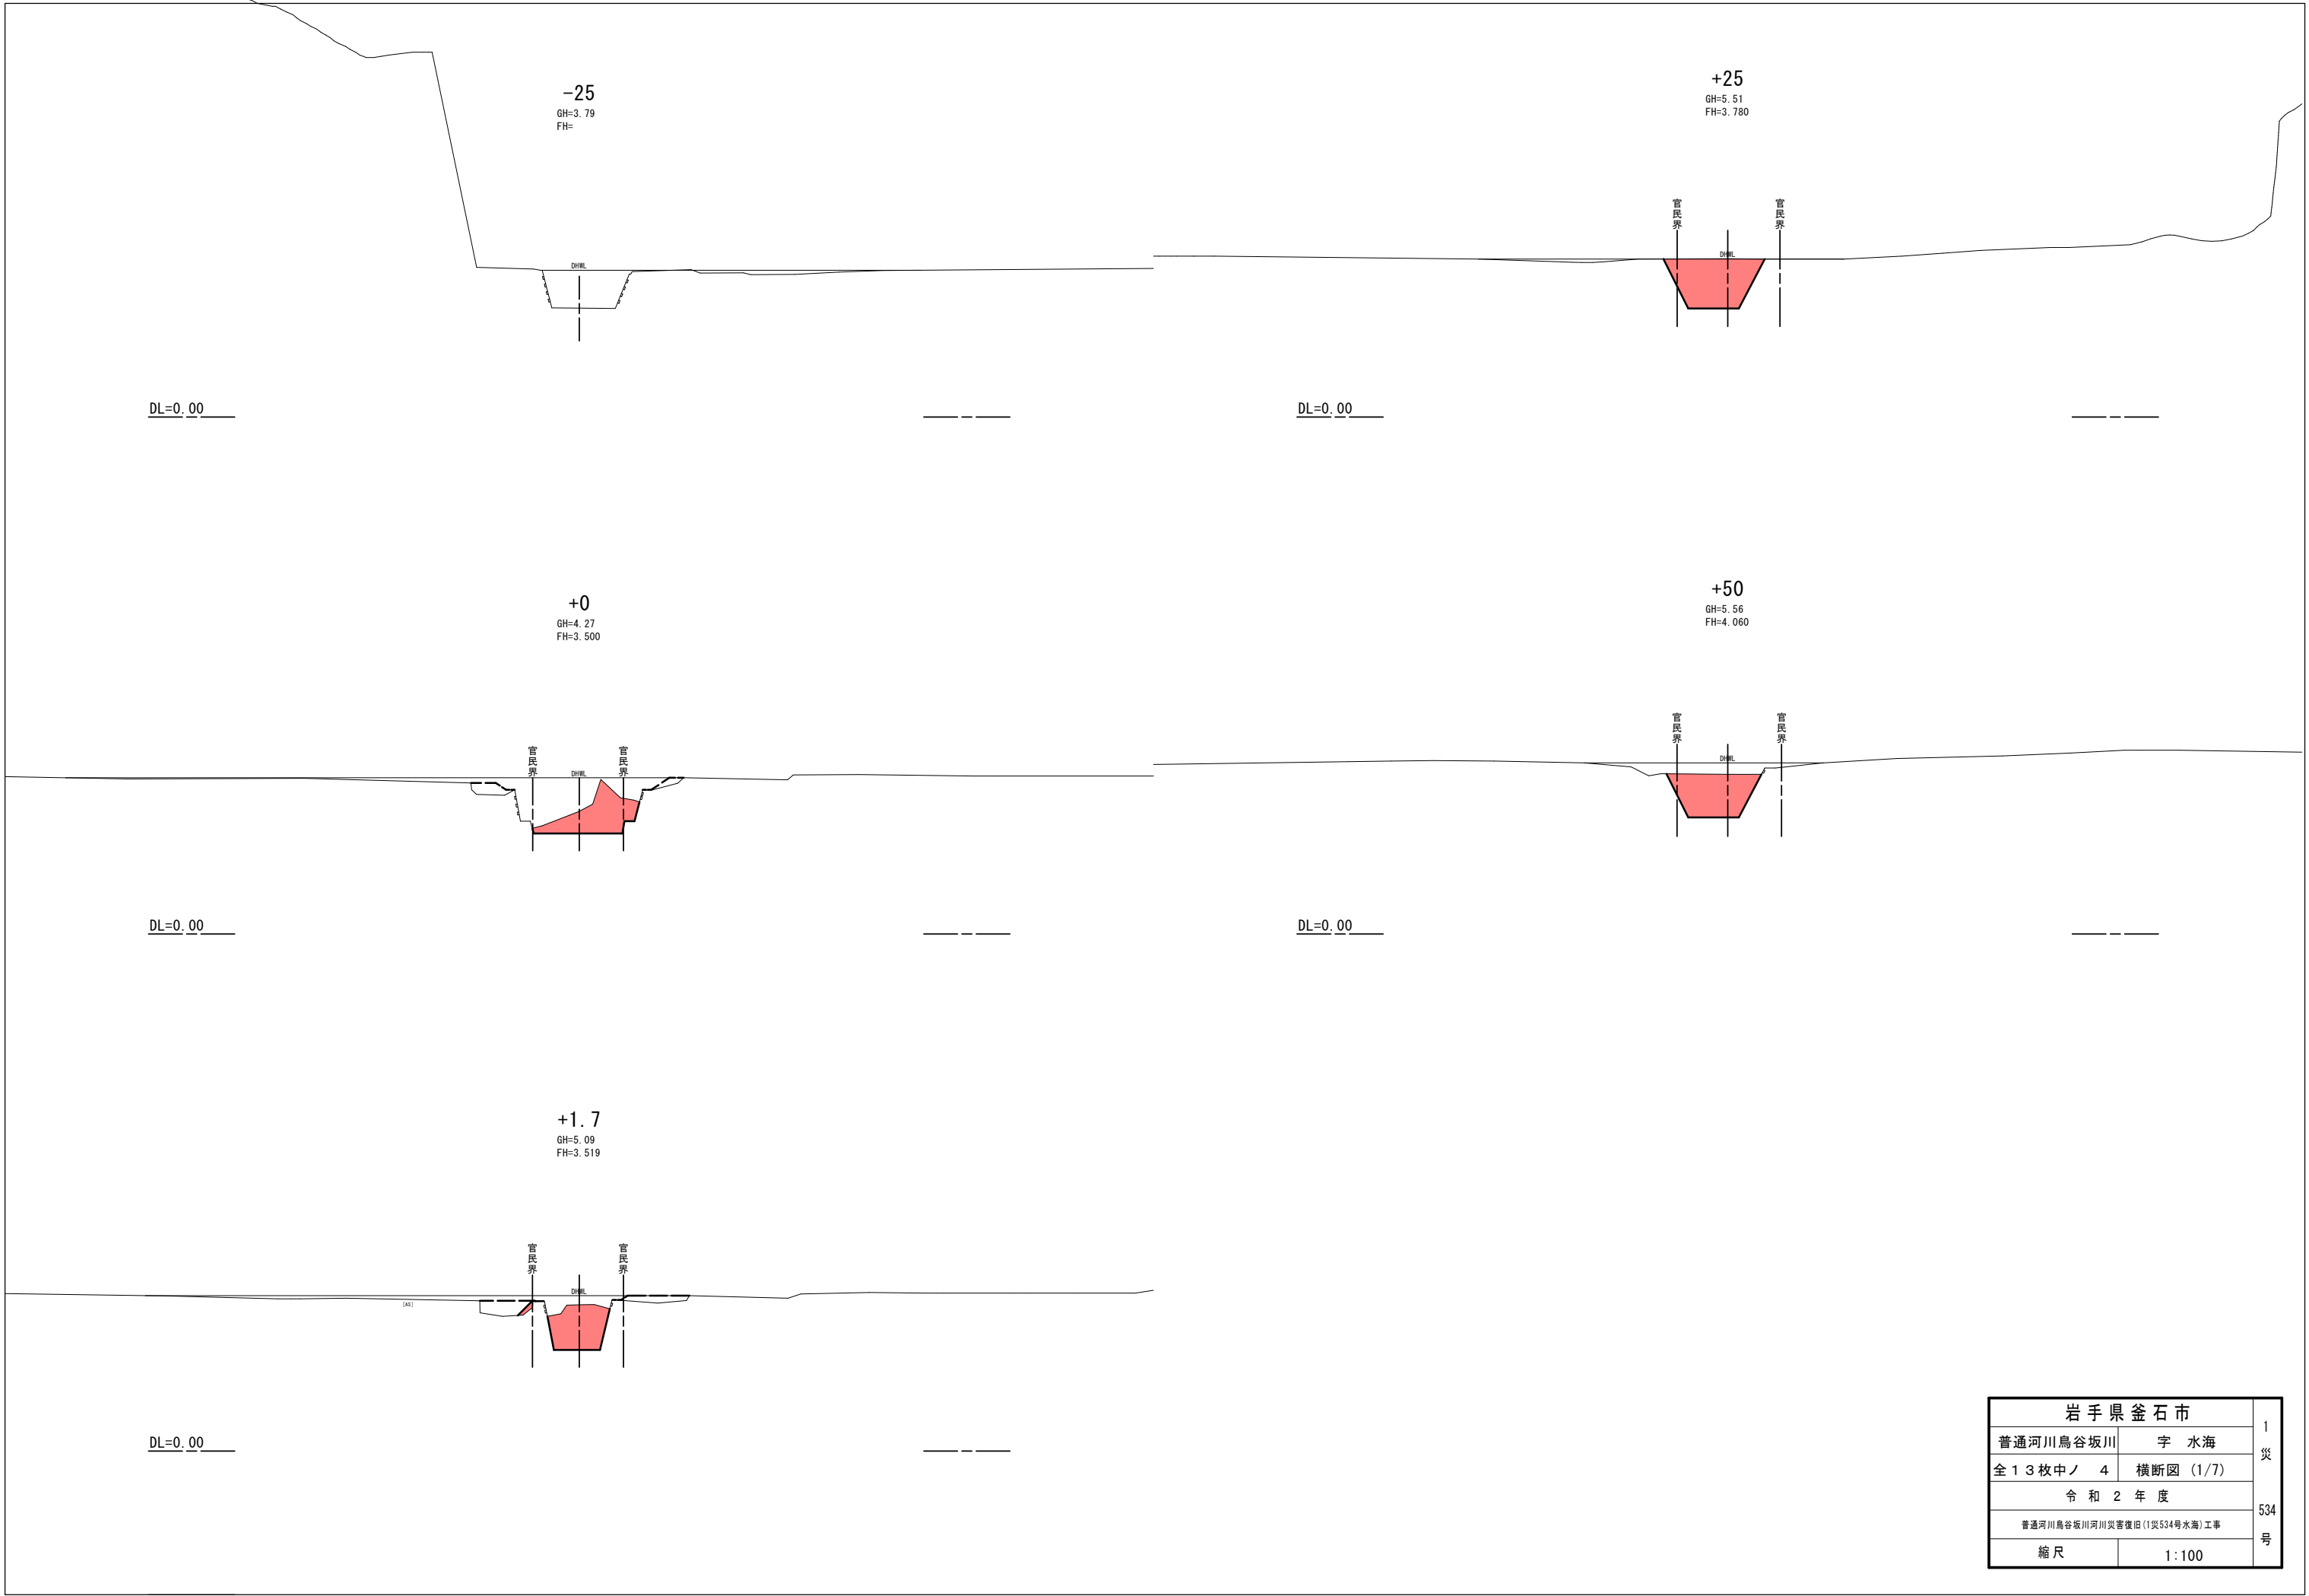 -25
GH=3.79
FH=
DHWL
DL=0.00
+25
GH=5.51
FH=3.780
官民界
官民界
DHWL
DL=0.00
+0
GH=4.27
FH=3.500
官民界
官民界
DHWL
DL=0.00
+50
GH=5.56
FH=4.060
官民界
官民界
DHWL
DL=0.00
+1.7
GH=5.09
FH=3.519
官民界
官民界
DHWL
[AS]
DL=0.00
岩手県釜石市
普通河川鳥谷坂川 字 水海
全13枚中ノ 4 横断図 (1/7)
令和2年度
普通河川鳥谷坂川河川災害復旧(1災534号水海)工事
縮尺 1:100
1災 534号